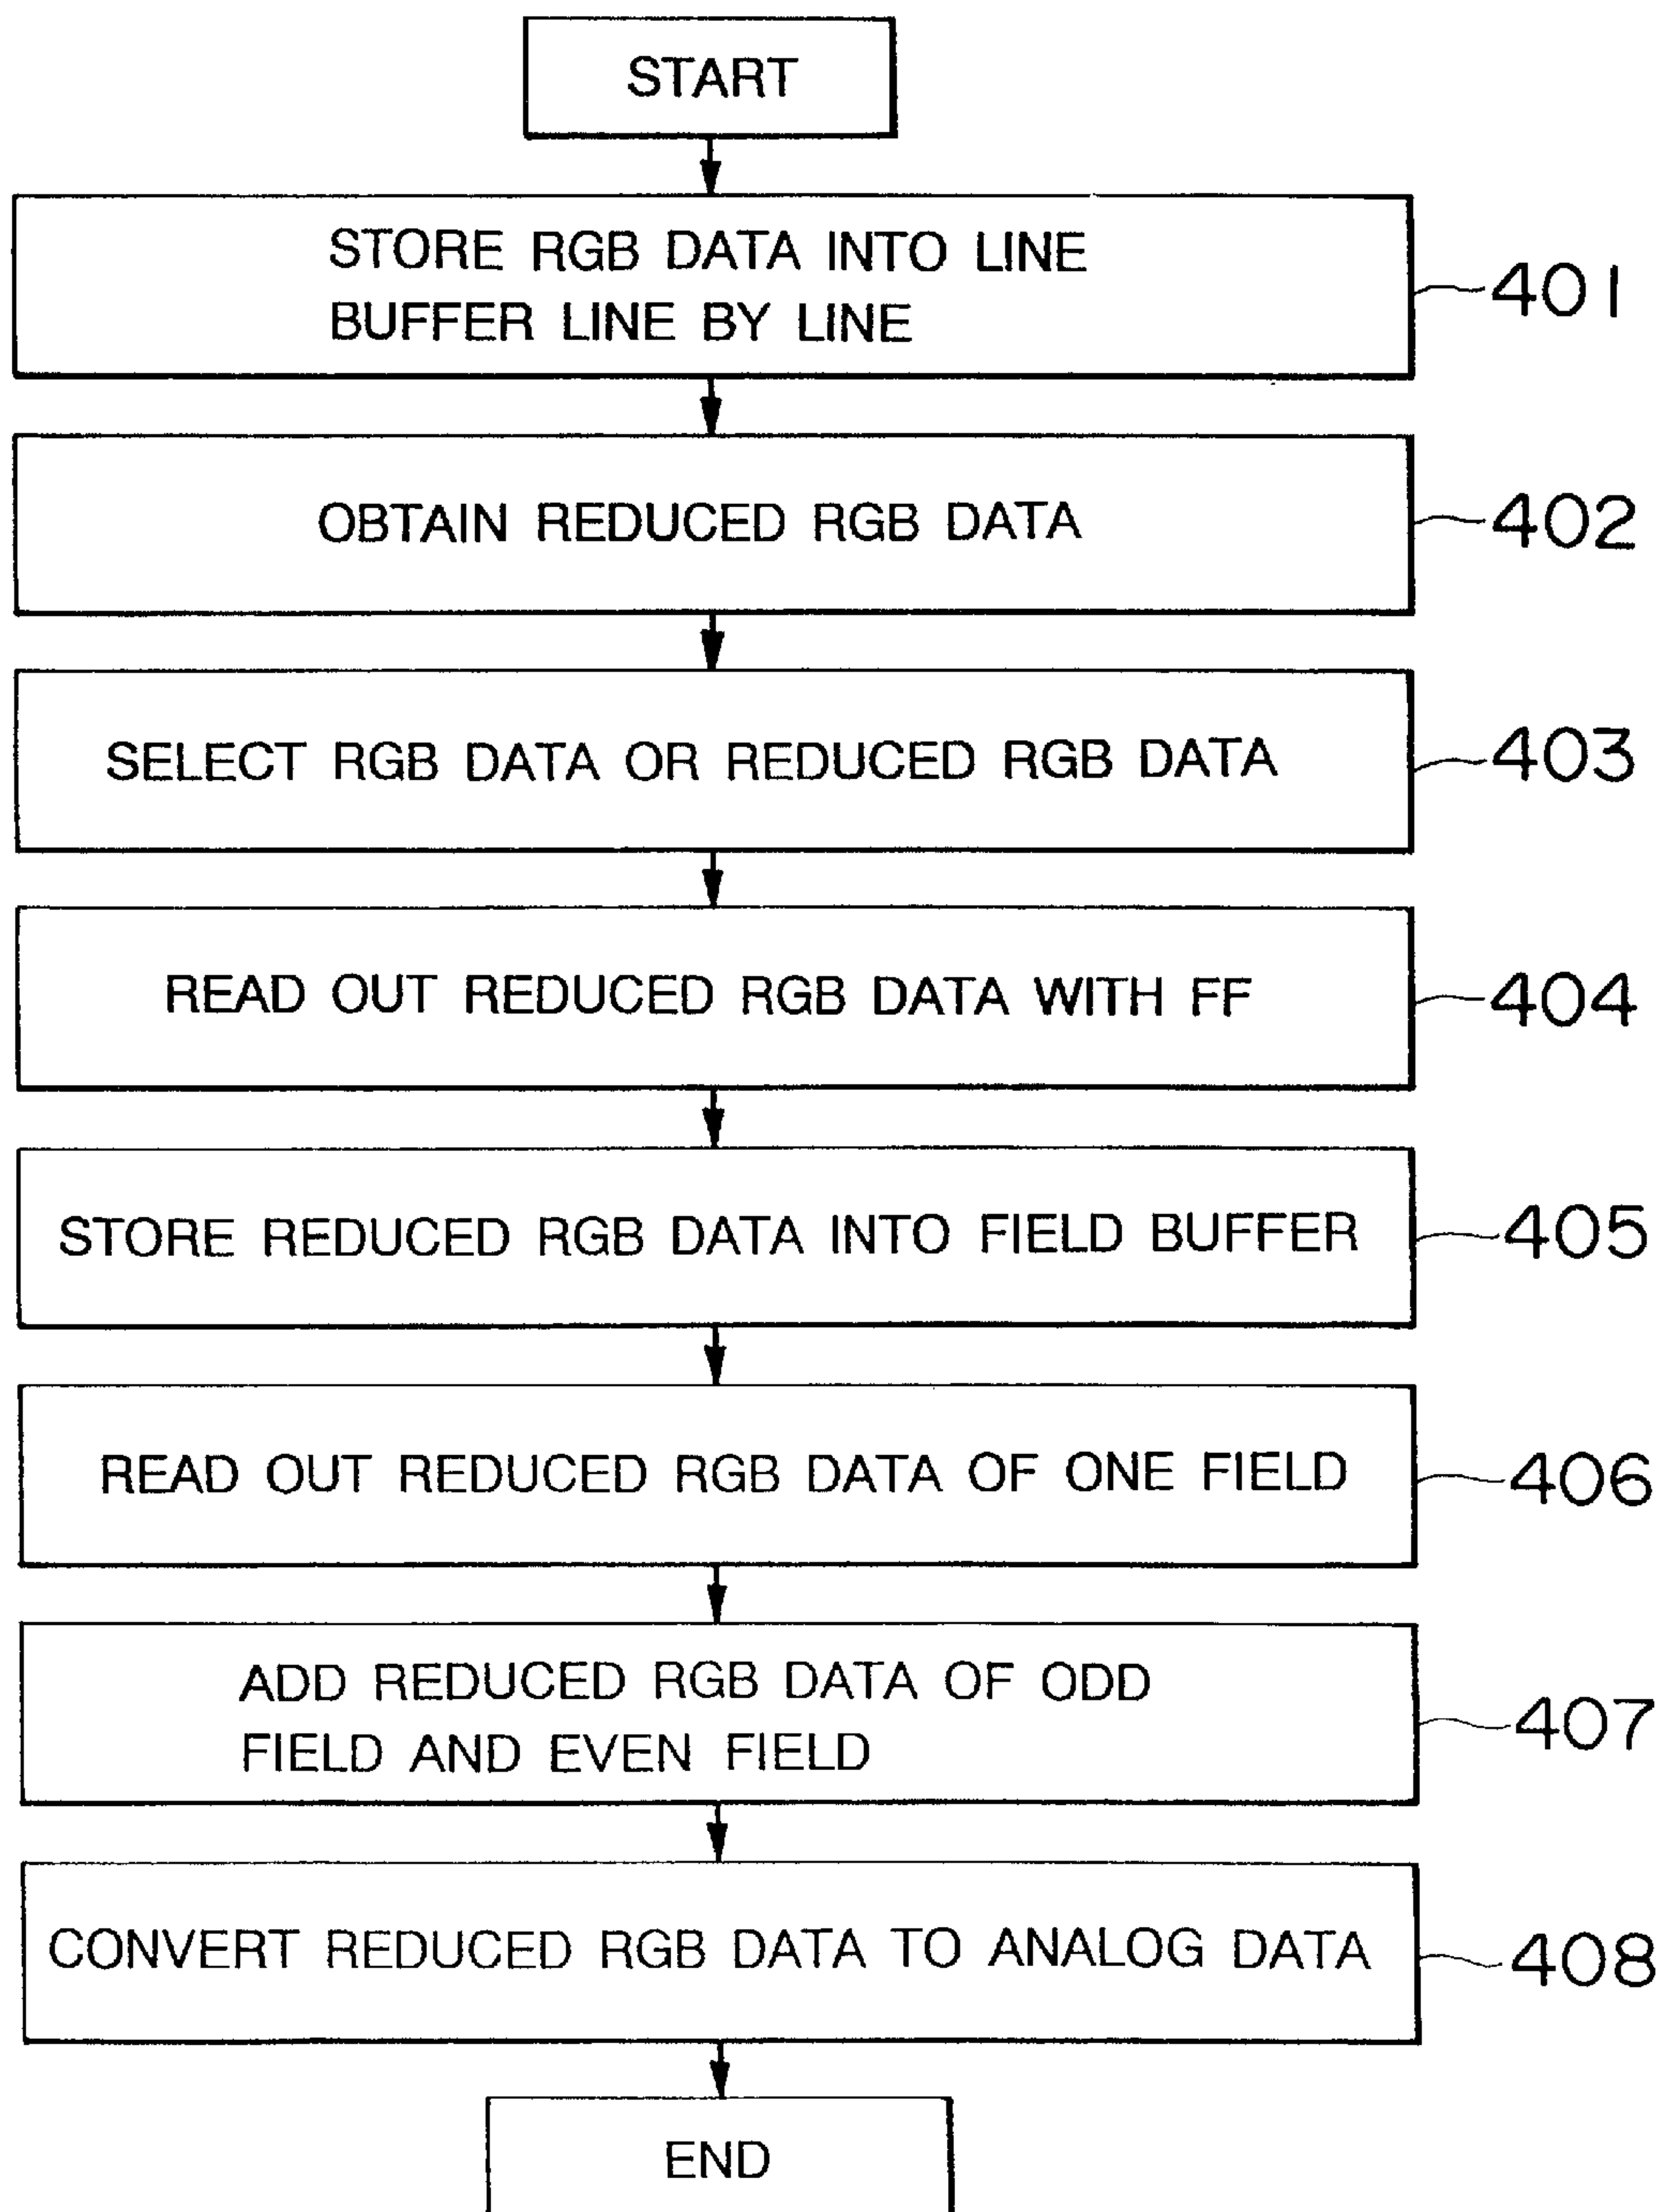 START
STORE RGB DATA INTO LINE
BUFFER LINE BY LINE
401
OBTAIN REDUCED RGB DATA
402
SELECT RGB DATA OR REDUCED RGB DATA
403
READ OUT REDUCED RGB DATA WITH FF
404
STORE REDUCED RGB DATA INTO FIELD BUFFER
405
READ OUT REDUCED RGB DATA OF ONE FIELD
406
ADD REDUCED RGB DATA OF ODD
FIELD AND EVEN FIELD
407
CONVERT REDUCED RGB DATA TO ANALOG DATA
408
END